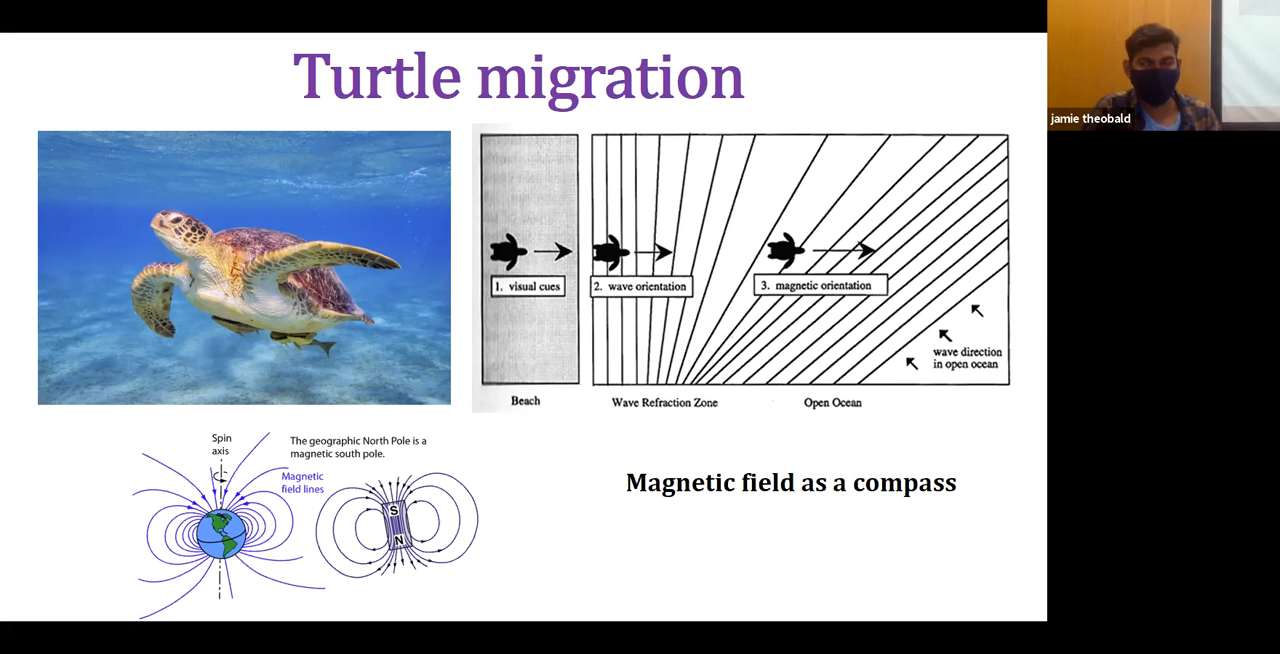 Turtle migration
jamie theobald
1. visual cues
2. wave orientation
3. magnetic orientation
wave direction
in open ocean
Beach
Wave Refraction Zone
Open Ocean
Spin
axis
The geographic North Pole is a
magnetic south pole.
Magnetic
field lines
S
N
Magnetic field as a compass